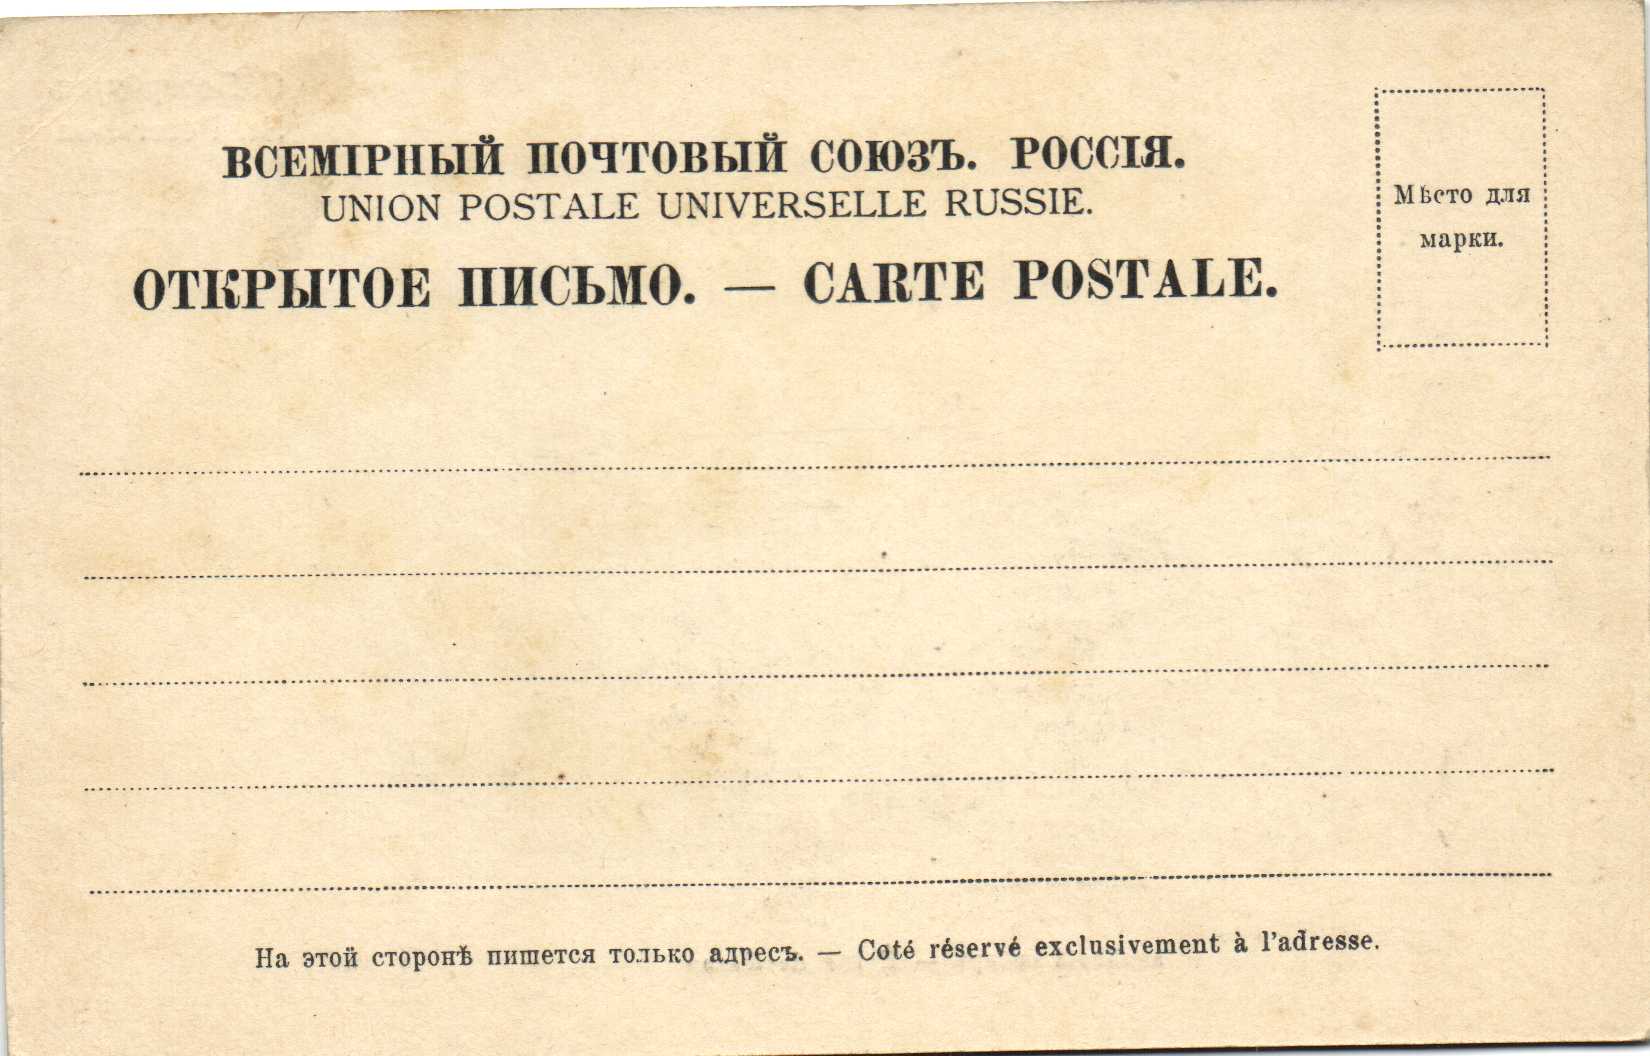 ВСЕМІРНЫЙ ПОЧТОВЫЙ СОЮЗЪ. РОССІЯ.
UNION POSTALE UNIVERSELLE RUSSIE.
ОТКРЫТОЕ ПИСЬМО. — CARTE POSTALE.
Мѣсто для
марки.
На этой сторонѣ пишется только адресъ. — Coté réservé exclusivement à l'adresse.